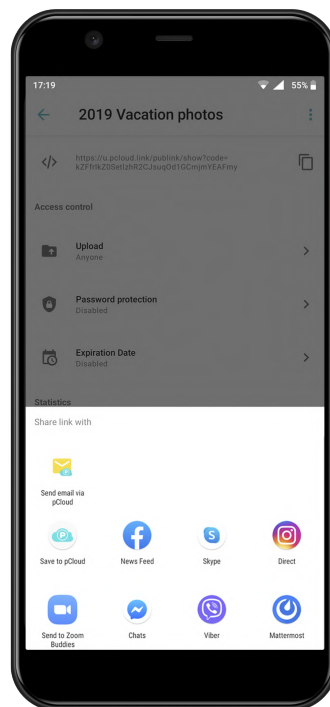 17:19
55%
2019 Vacation
photos
</>
https://u.pcloud.link/publink/show?code=
Access control
Upload
Anyone
Password protection
Disabled
Expiration Date
Disabled
Statistics
Share link with
Send email via
pCloud
Save to pCloud
News Feed
Skype
Direct
Send to Zoom
Buddies
Chats
Viber
Mattermost